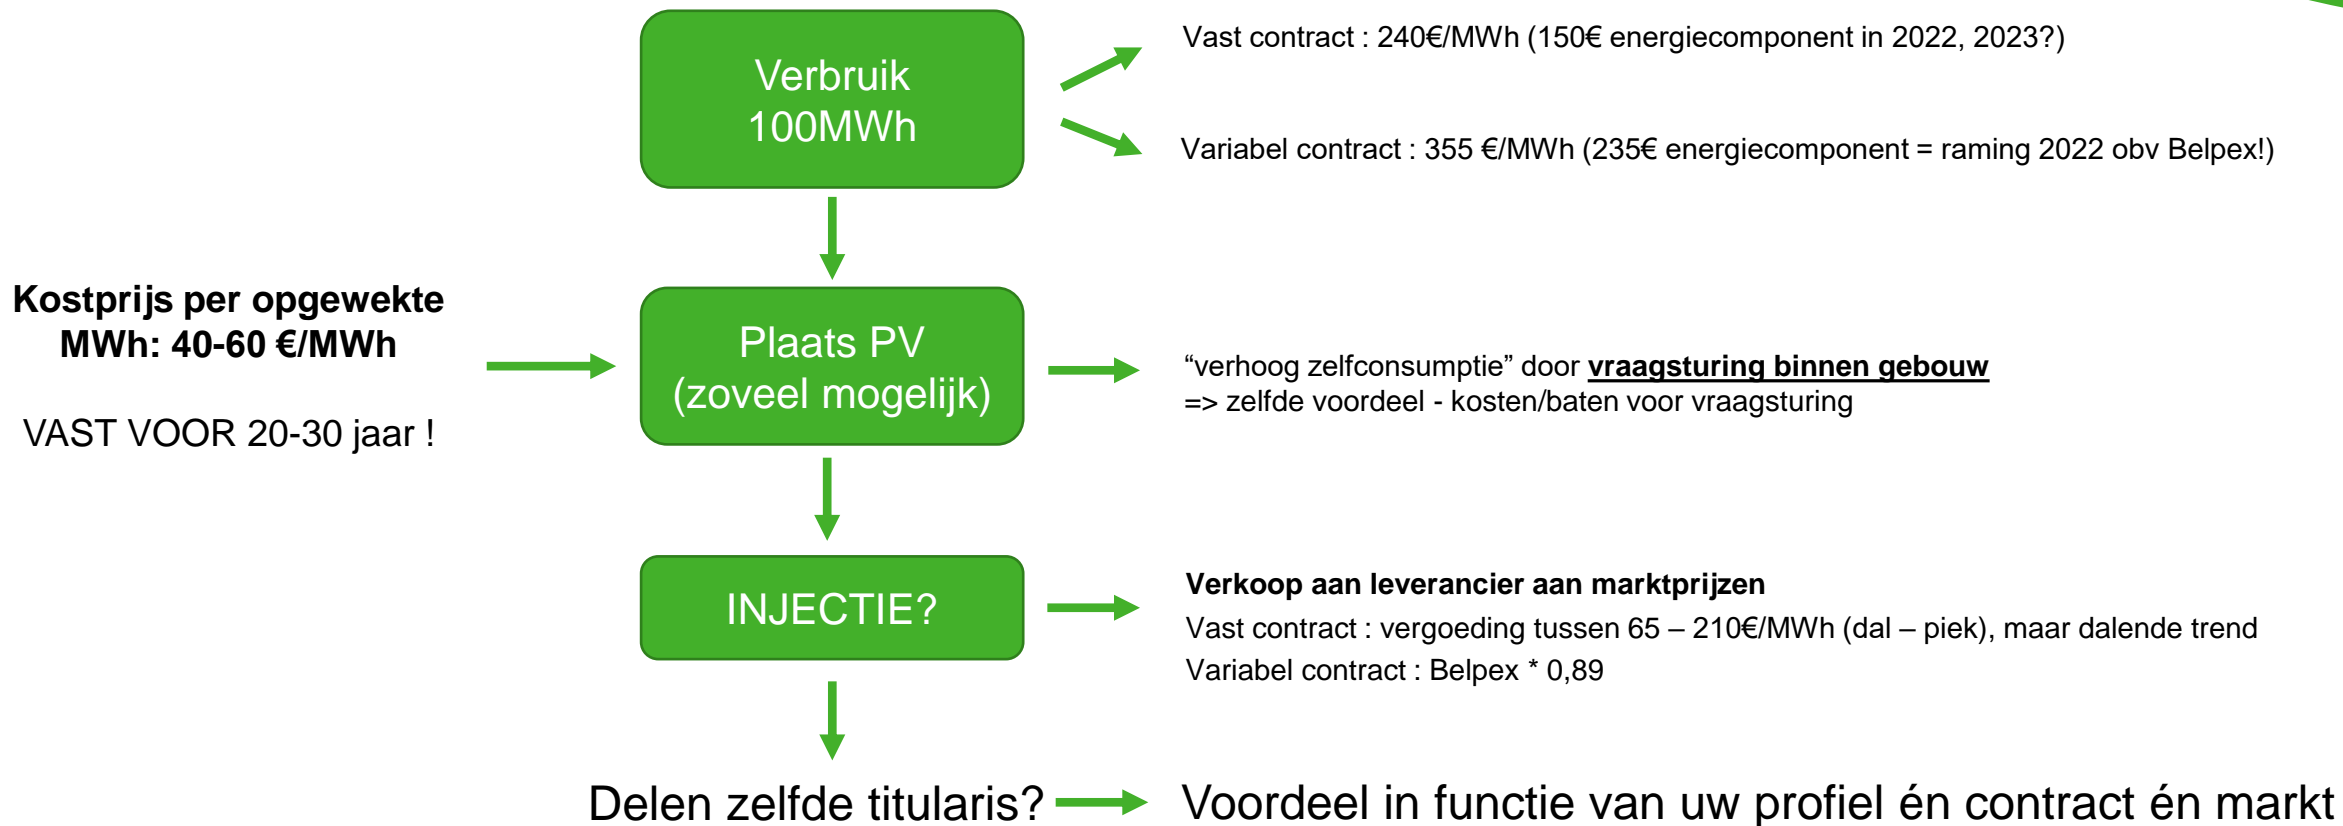 Verbruik
100MWh
Vast contract : 240€/MWh (150€ energiecomponent in 2022, 2023?)
Variabel contract : 355 €/MWh (235€ energiecomponent = raming 2022 obv Belpex!)
Kostprijs per opgewekte
MWh: 40-60 €/MWh
VAST VOOR 20-30 jaar !
Plaats PV
(zoveel mogelijk)
“verhoog zelfconsumptie” door vraagsturing binnen gebouw
=> zelfde voordeel - kosten/baten voor vraagsturing
INJECTIE?
Verkoop aan leverancier aan marktprijzen
Vast contract : vergoeding tussen 65 – 210€/MWh (dal – piek), maar dalende trend
Variabel contract : Belpex * 0,89
Delen zelfde titularis?
Voordeel in functie van uw profiel én contract én markt